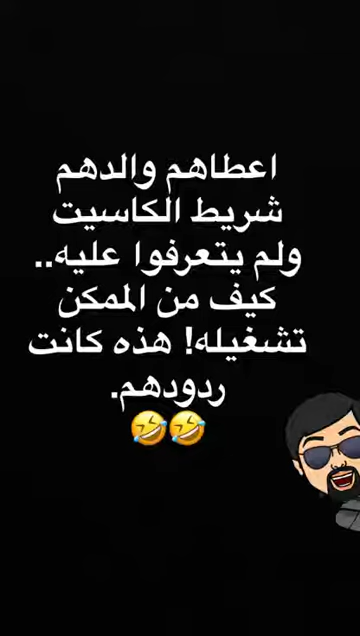 اعطاهم والدهم
شريط الكاسيت
ولم يتعرفوا عليه..
كيف من الممكن
تشغيله! هذه كانت
ردودهم.
🤣🤣